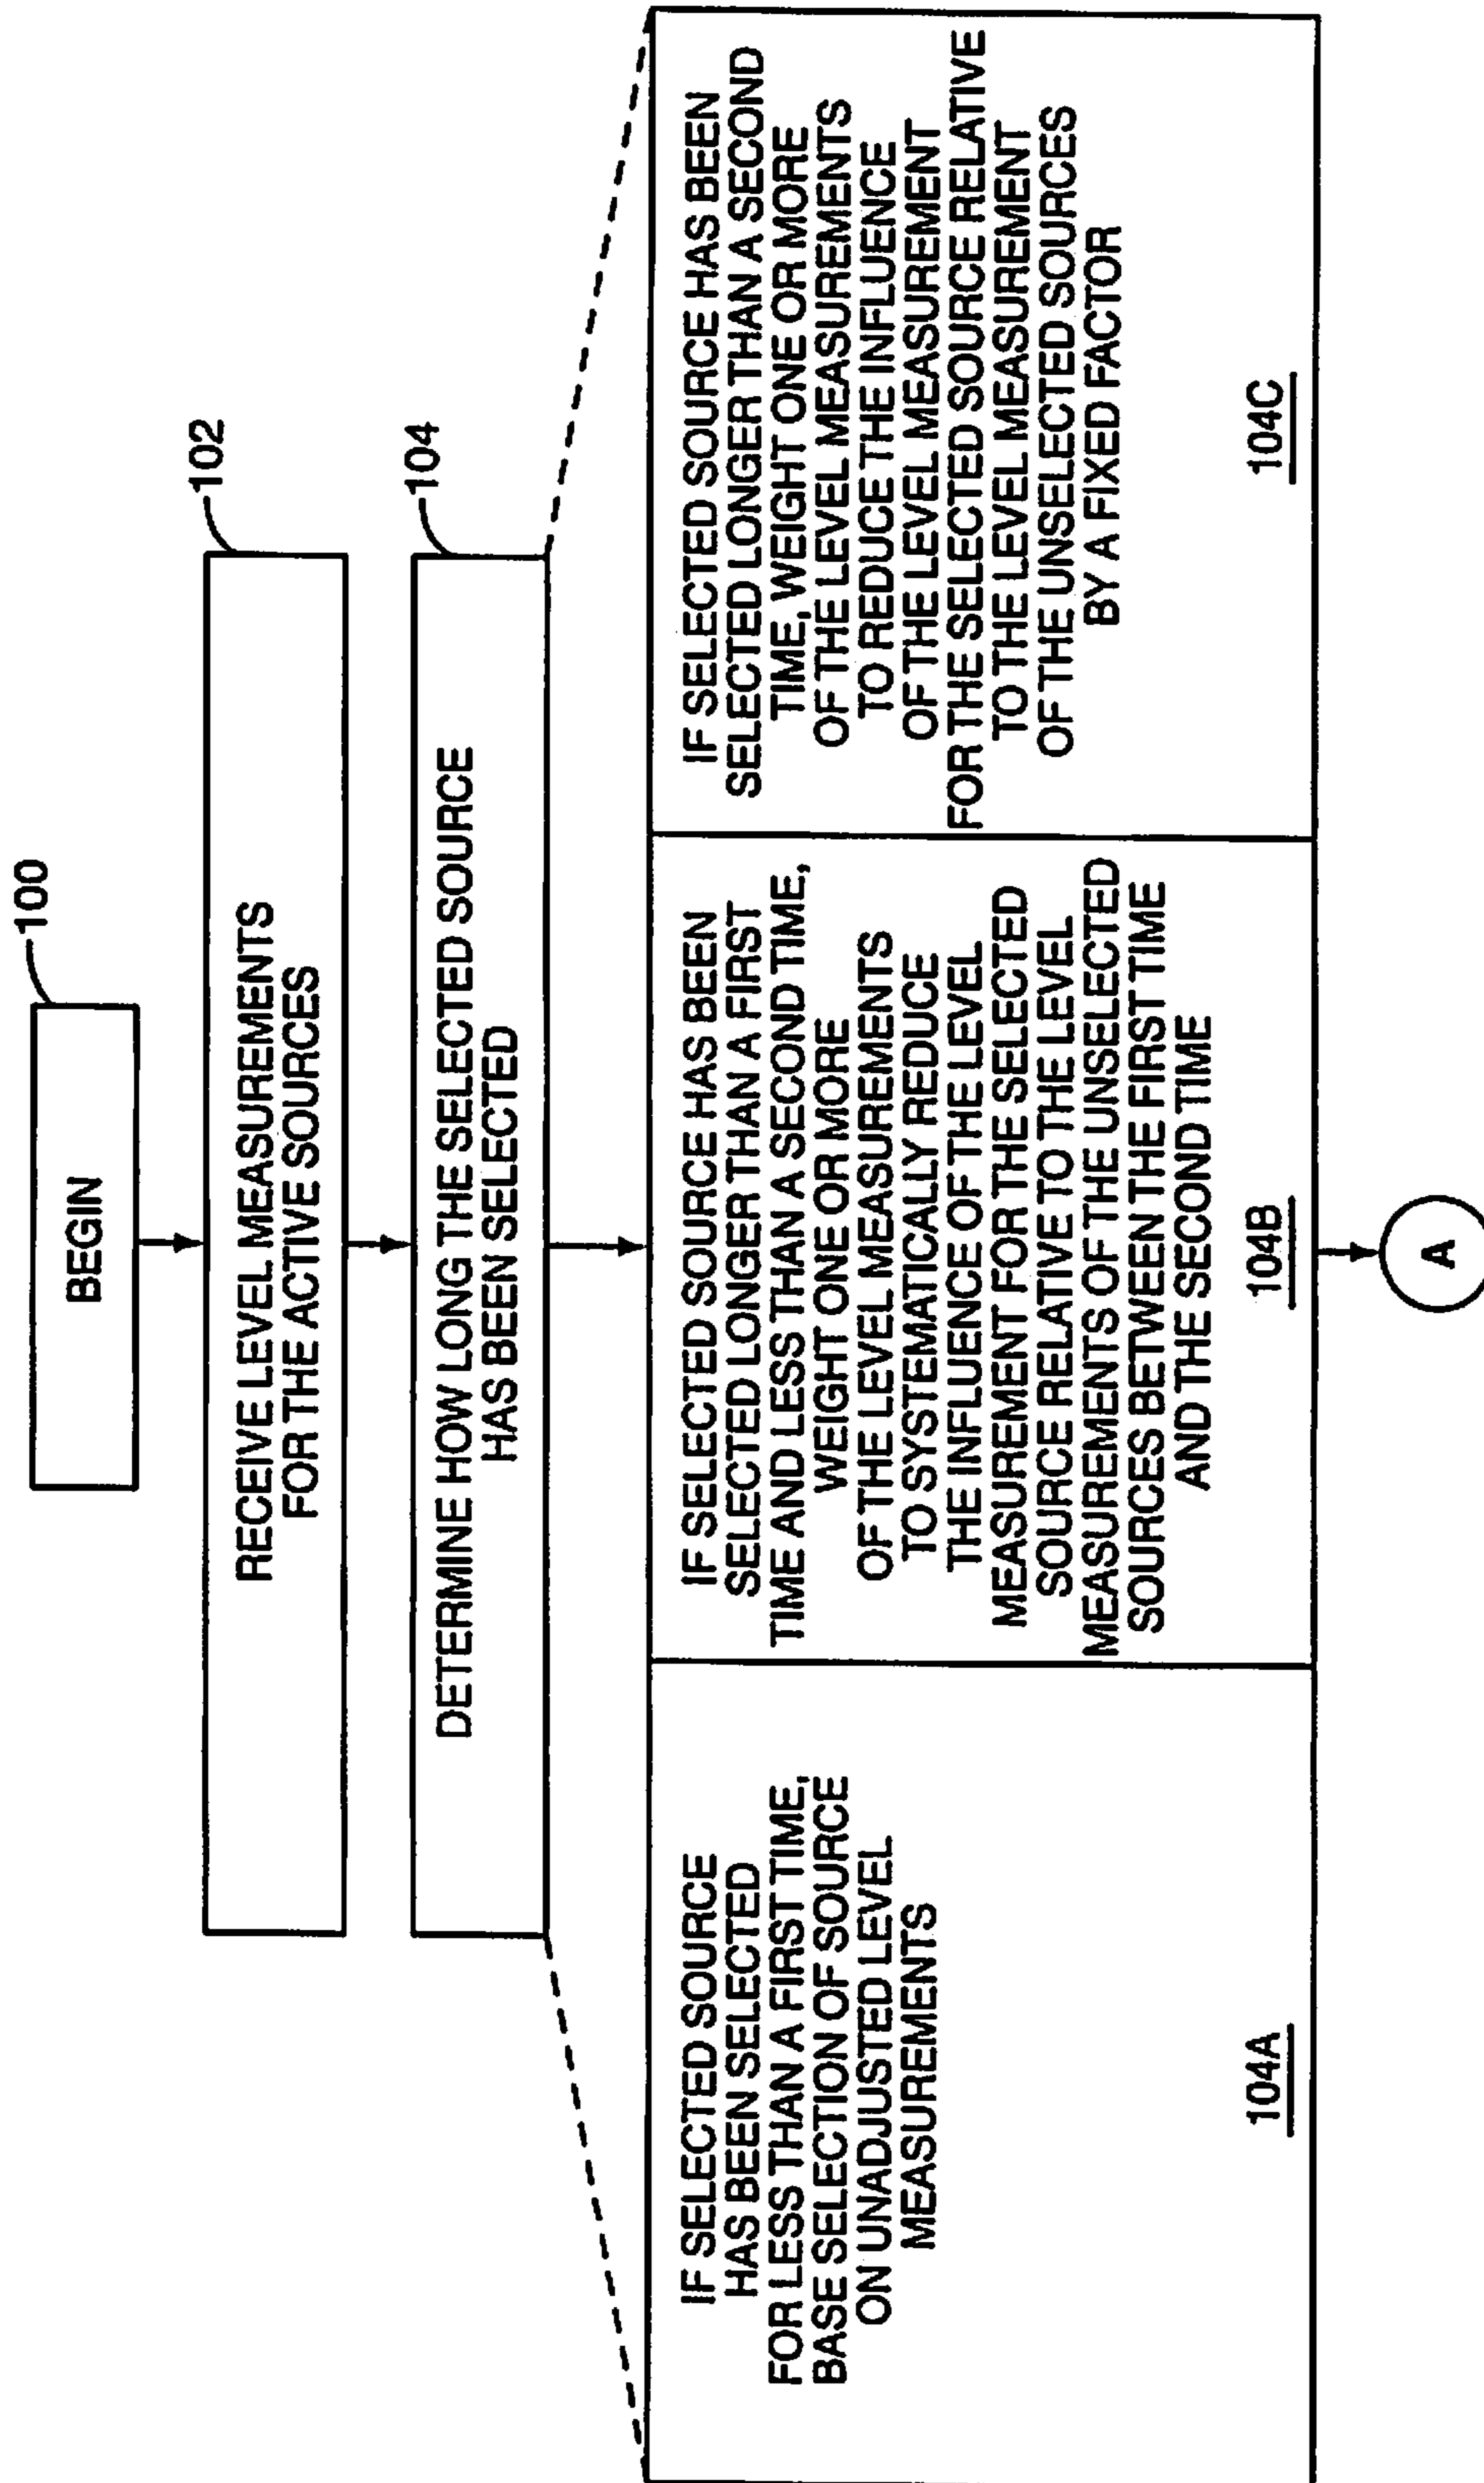 100
BEGIN
102
RECEIVE LEVEL MEASUREMENTS
FOR THE ACTIVE SOURCES
104
DETERMINE HOW LONG THE SELECTED SOURCE
HAS BEEN SELECTED
IF SELECTED SOURCE
HAS BEEN SELECTED
FOR LESS THAN A FIRST TIME,
BASE SELECTION OF SOURCE
ON UNADJUSTED LEVEL
MEASUREMENTS
104A
IF SELECTED SOURCE HAS BEEN
SELECTED LONGER THAN A FIRST
TIME AND LESS THAN A SECOND TIME,
WEIGHT ONE OR MORE
OF THE LEVEL MEASUREMENTS
TO SYSTEMATICALLY REDUCE
THE INFLUENCE OF THE LEVEL
MEASUREMENT FOR THE SELECTED
SOURCE RELATIVE TO THE LEVEL
MEASUREMENTS OF THE UNSELECTED
SOURCES BETWEEN THE FIRST TIME
AND THE SECOND TIME
104B
IF SELECTED SOURCE HAS BEEN
SELECTED LONGER THAN A SECOND
TIME, WEIGHT ONE OR MORE
OF THE LEVEL MEASUREMENTS
TO REDUCE THE INFLUENCE
OF THE LEVEL MEASUREMENT
FOR THE SELECTED SOURCE RELATIVE
TO THE LEVEL MEASUREMENT
OF THE UNSELECTED SOURCES
BY A FIXED FACTOR
104C
A